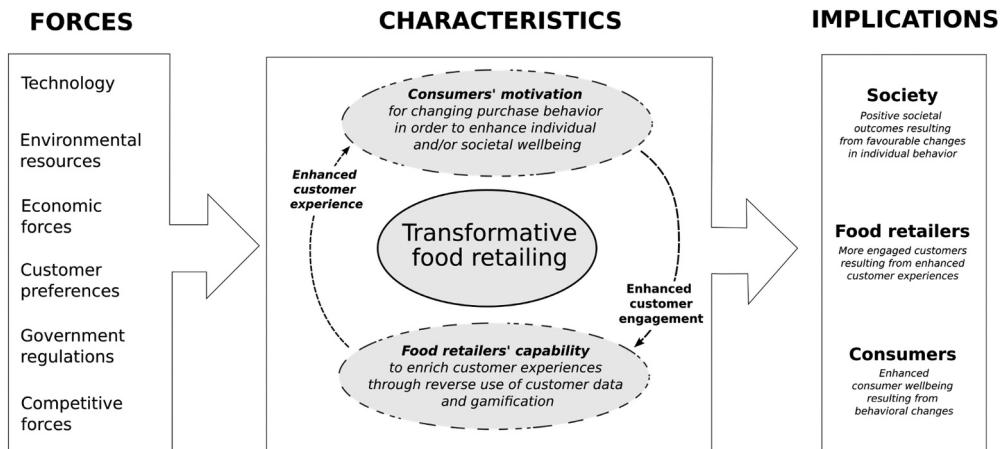 FORCES
Technology
Environmental
resources
Economic
forces
Customer
preferences
Government
regulations
Competitive
forces
CHARACTERISTICS
Consumers' motivation
for changing purchase behavior
in order to enhance individual
and/or societal wellbeing
Enhanced
customer
experience
Transformative
food retailing
Enhanced
customer
engagement
Food retailers' capability
to enrich customer experiences
through reverse use of customer data
and gamification
IMPLICATIONS
Society
Positive societal
outcomes resulting
from favourable changes
in individual behavior
Food retailers
More engaged customers
resulting from enhanced
customer experiences
Consumers
Enhanced
consumer wellbeing
resulting from
behavioral changes